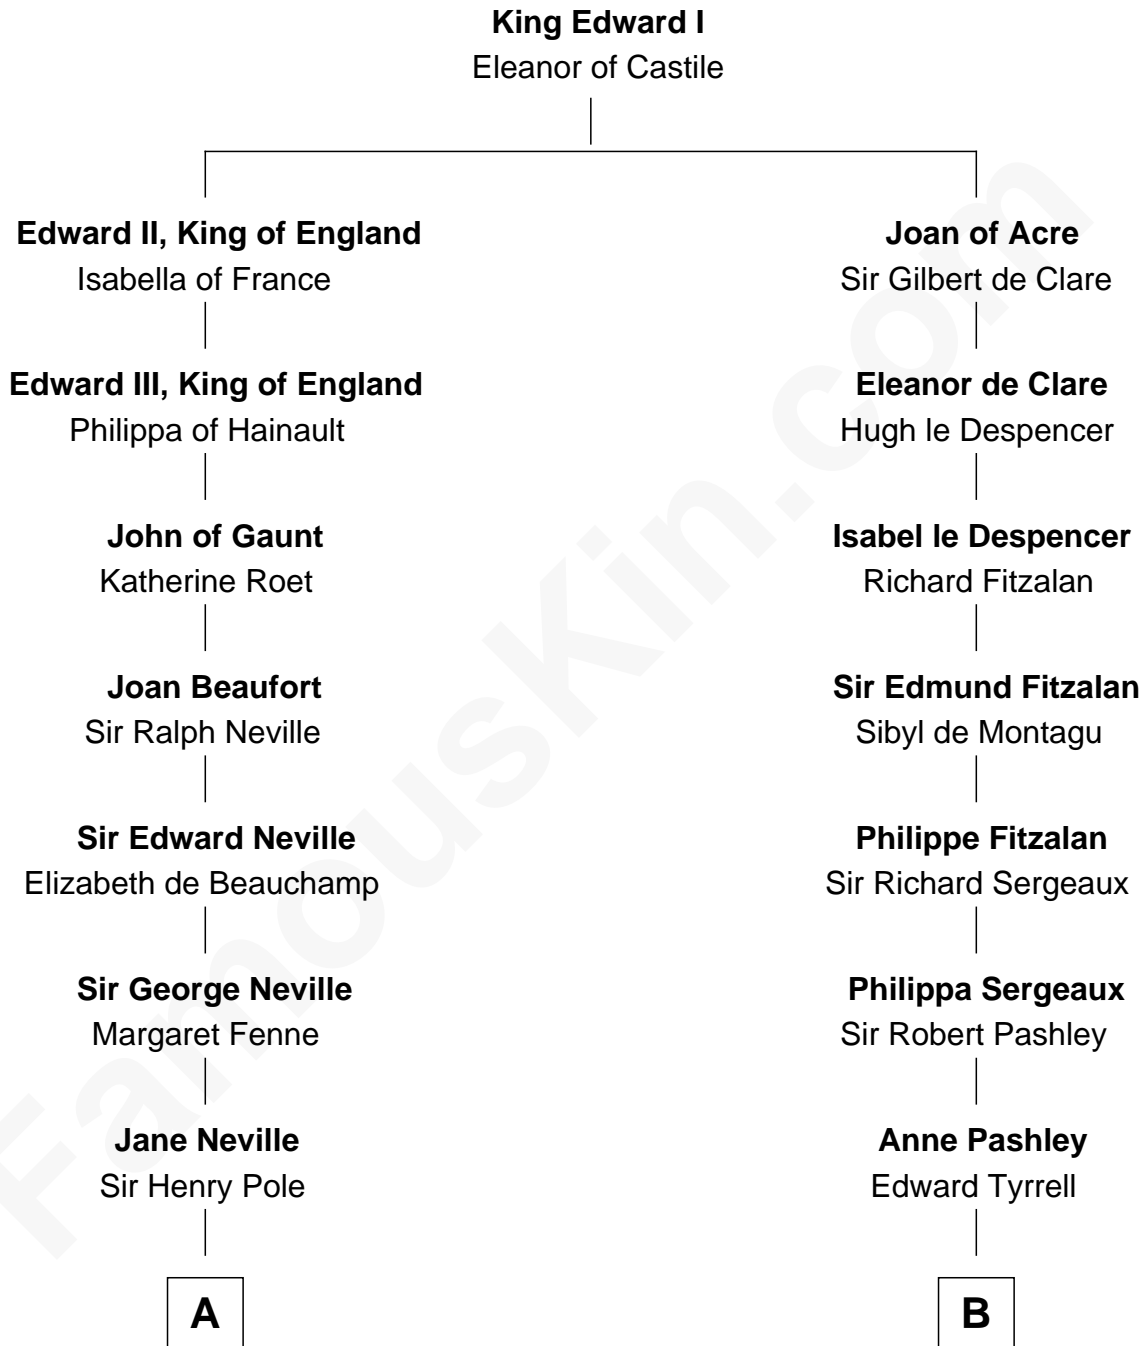 King Edward I
Eleanor of Castile
Edward II, King of England
Isabella of France
Joan of Acre
Sir Gilbert de Clare
Edward III, King of England
Philippa of Hainault
Eleanor de Clare
Hugh le Despencer
John of Gaunt
Katherine Roet
Isabel le Despencer
Richard Fitzalan
Joan Beaufort
Sir Ralph Neville
Sir Edmund Fitzalan
Sibyl de Montagu
Sir Edward Neville
Elizabeth de Beauchamp
Philippe Fitzalan
Sir Richard Sergeaux
Sir George Neville
Margaret Fenne
Philippa Sergeaux
Sir Robert Pashley
Jane Neville
Sir Henry Pole
Anne Pashley
Edward Tyrrell
A
B
FamousKin.com